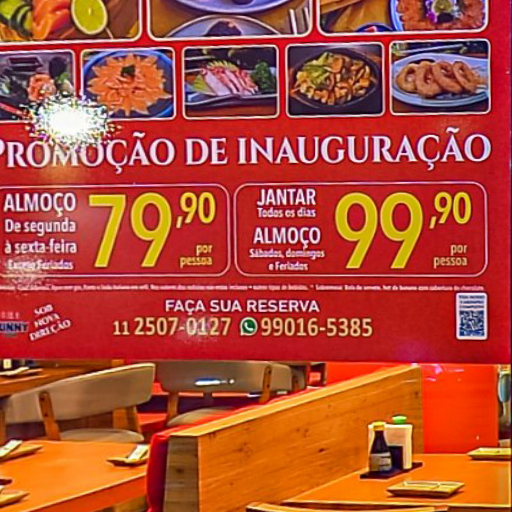 PROMOÇÃO DE INAUGURAÇÃO
ALMOÇO
De segunda
à sexta-feira
Exceto Feriados
79,90
por
pessoa
JANTAR
Todos os dias
ALMOÇO
Sábados, domingos
e Feriados
99,90
por
pessoa
FAÇA SUA RESERVA
11 2507-0127 99016-5385
SOB
NOVA
DIREÇÃO
UNNY